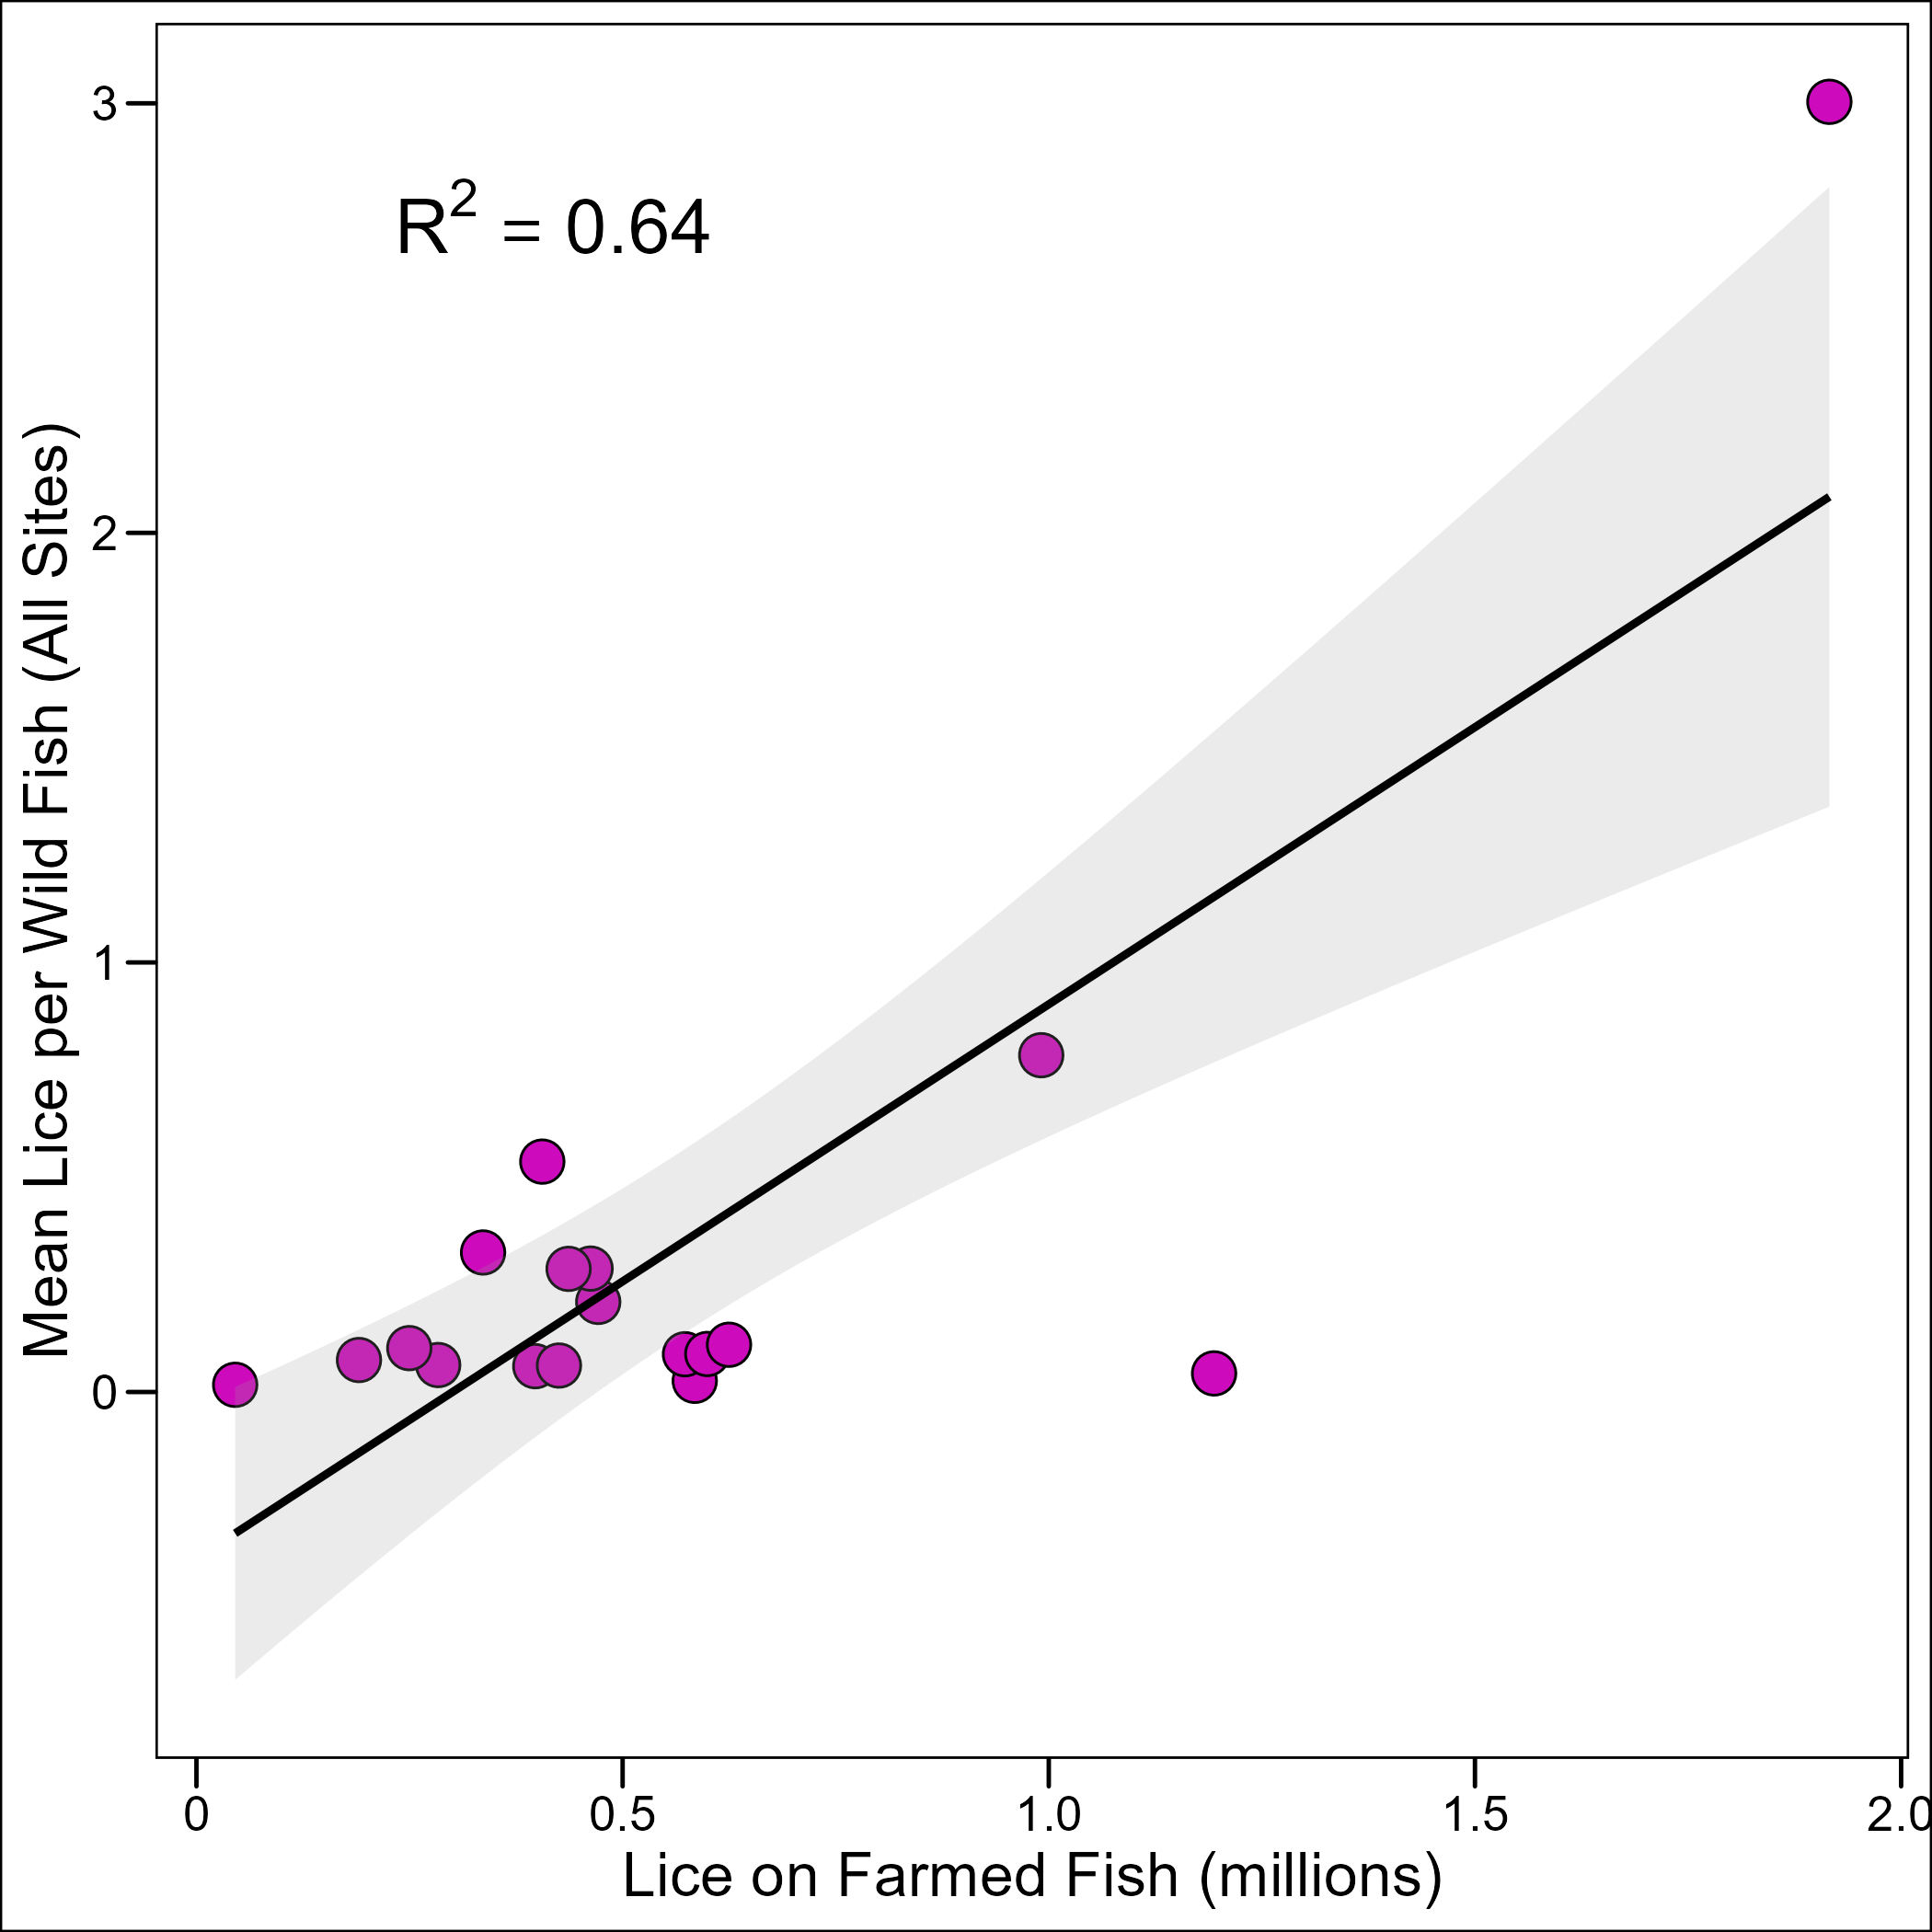 R² = 0.64
Mean Lice per Wild Fish (All Sites)
3
2
1
0
0 0.5 1.0 1.5 2.0
Lice on Farmed Fish (millions)